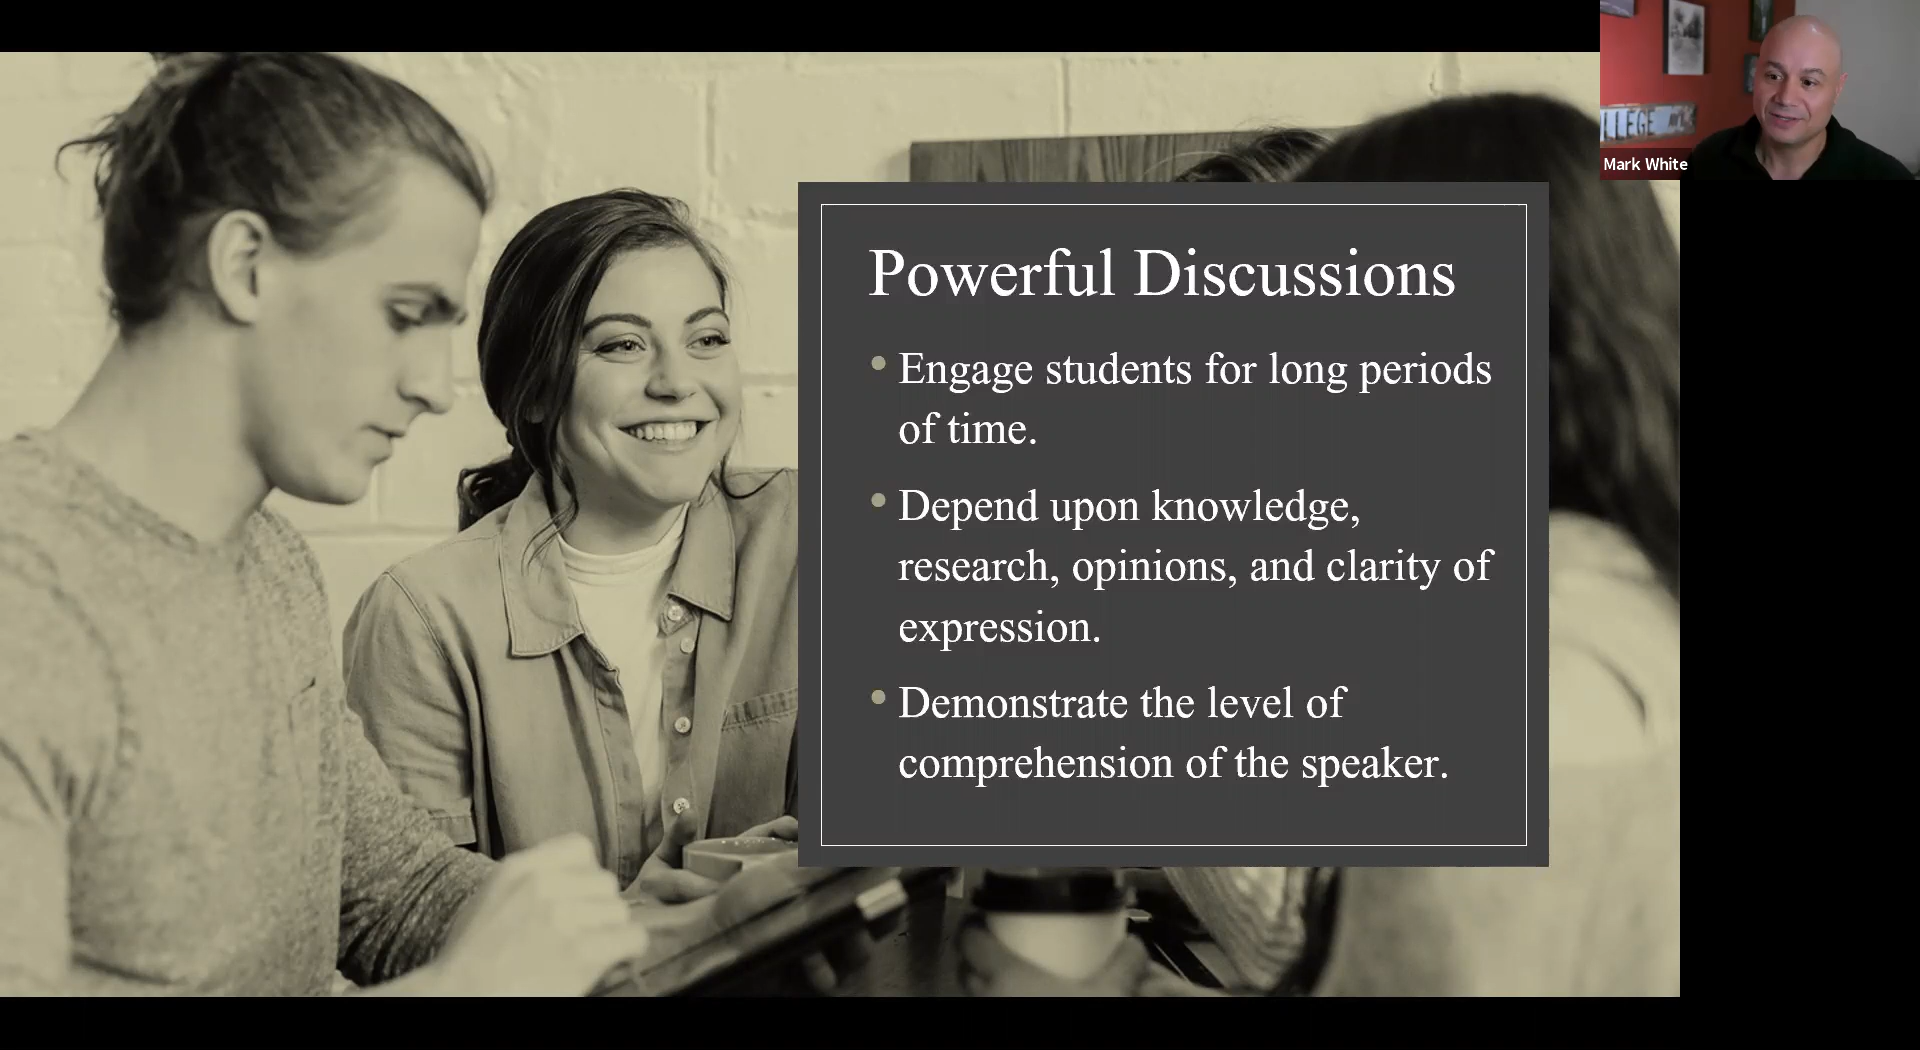 Powerful Discussions
• Engage students for long periods
of time.
• Depend upon knowledge,
research, opinions, and clarity of
expression.
• Demonstrate the level of
comprehension of the speaker.
Mark White